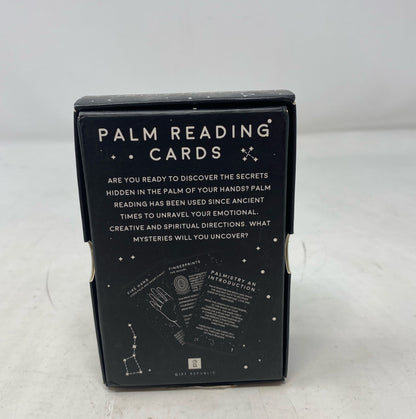 PALM READING
CARDS
ARE YOU READY TO DISCOVER THE SECRETS
HIDDEN IN THE PALM OF YOUR HANDS? PALM
READING HAS BEEN USED SINCE ANCIENT
TIMES TO UNRAVEL YOUR EMOTIONAL,
CREATIVE AND SPIRITUAL DIRECTIONS. WHAT
MYSTERIES WILL YOU UNCOVER?
FIRE HAND
FINGERPRINTS
PALMISTRY AN
INTRODUCTION
GIFT REPUBLIC